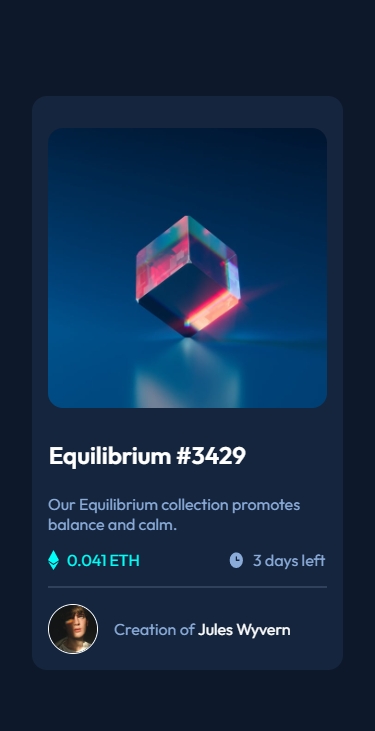 Equilibrium #3429
Our Equilibrium collection promotes
balance and calm.
0.041 ETH
3 days left
Creation of Jules Wyvern